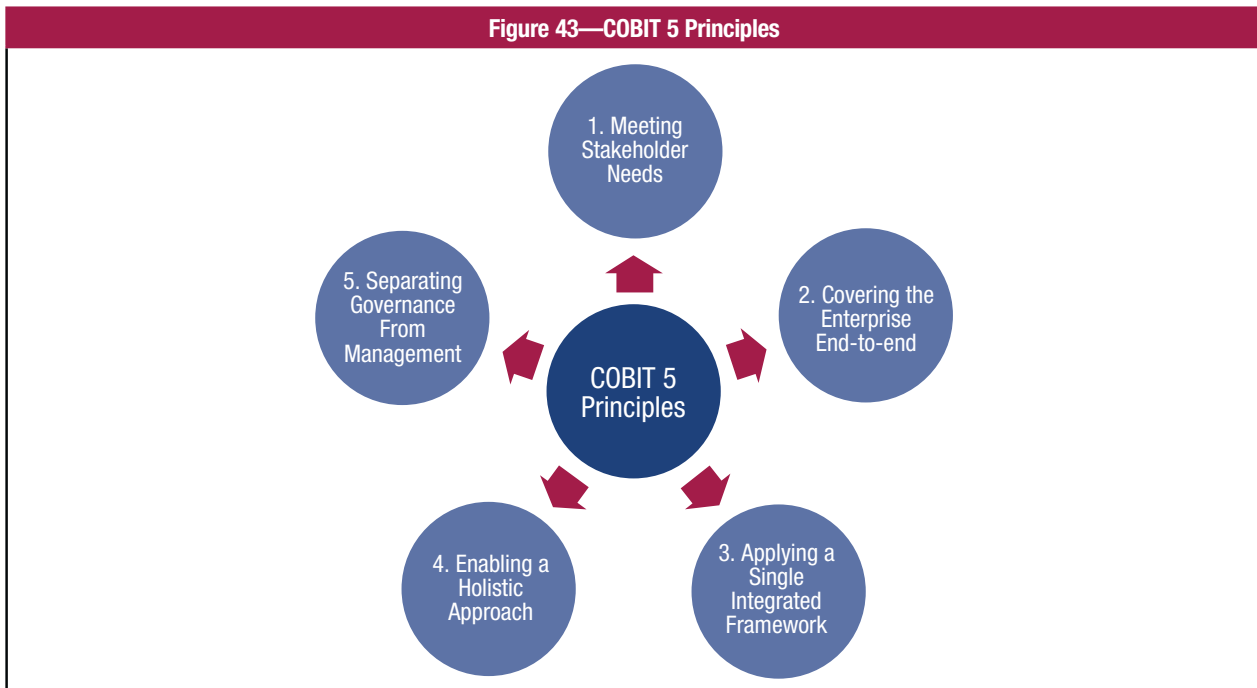 Figure 43—COBIT 5 Principles
1. Meeting
Stakeholder
Needs
2. Covering the
Enterprise
End-to-end
3. Applying a
Single
Integrated
Framework
4. Enabling a
Holistic
Approach
5. Separating
Governance
From
Management
COBIT 5
Principles